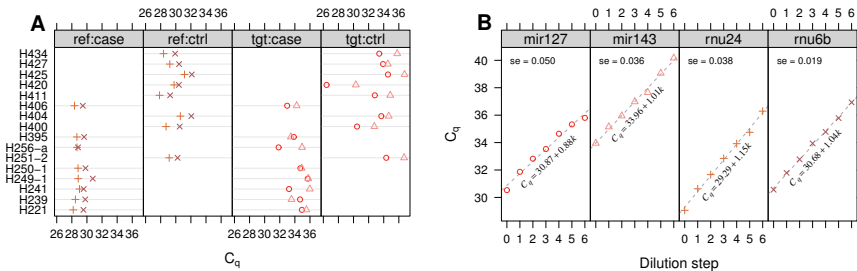 A
26 28 30 32 34 36
26 28 30 32 34 36
ref:case
ref:ctrl
tgt:case
tgt:ctrl
H434
H427
H425
H420
H411
H406
H404
H400
H395
H256−a
H251−2
H250−1
H249−1
H241
H239
H221
26 28 30 32 34 36
26 28 30 32 34 36
Cq
B
0 1 2 3 4 5 6
0 1 2 3 4 5 6
mir127
mir143
rnu24
rnu6b
se = 0.050
se = 0.036
se = 0.038
se = 0.019
Cq
40
38
36
34
32
30
Cq = 30.87+0.88k
Cq = 33.96+1.01k
Cq = 29.29+1.15k
Cq = 30.68+1.04k
0 1 2 3 4 5 6
0 1 2 3 4 5 6
Dilution step